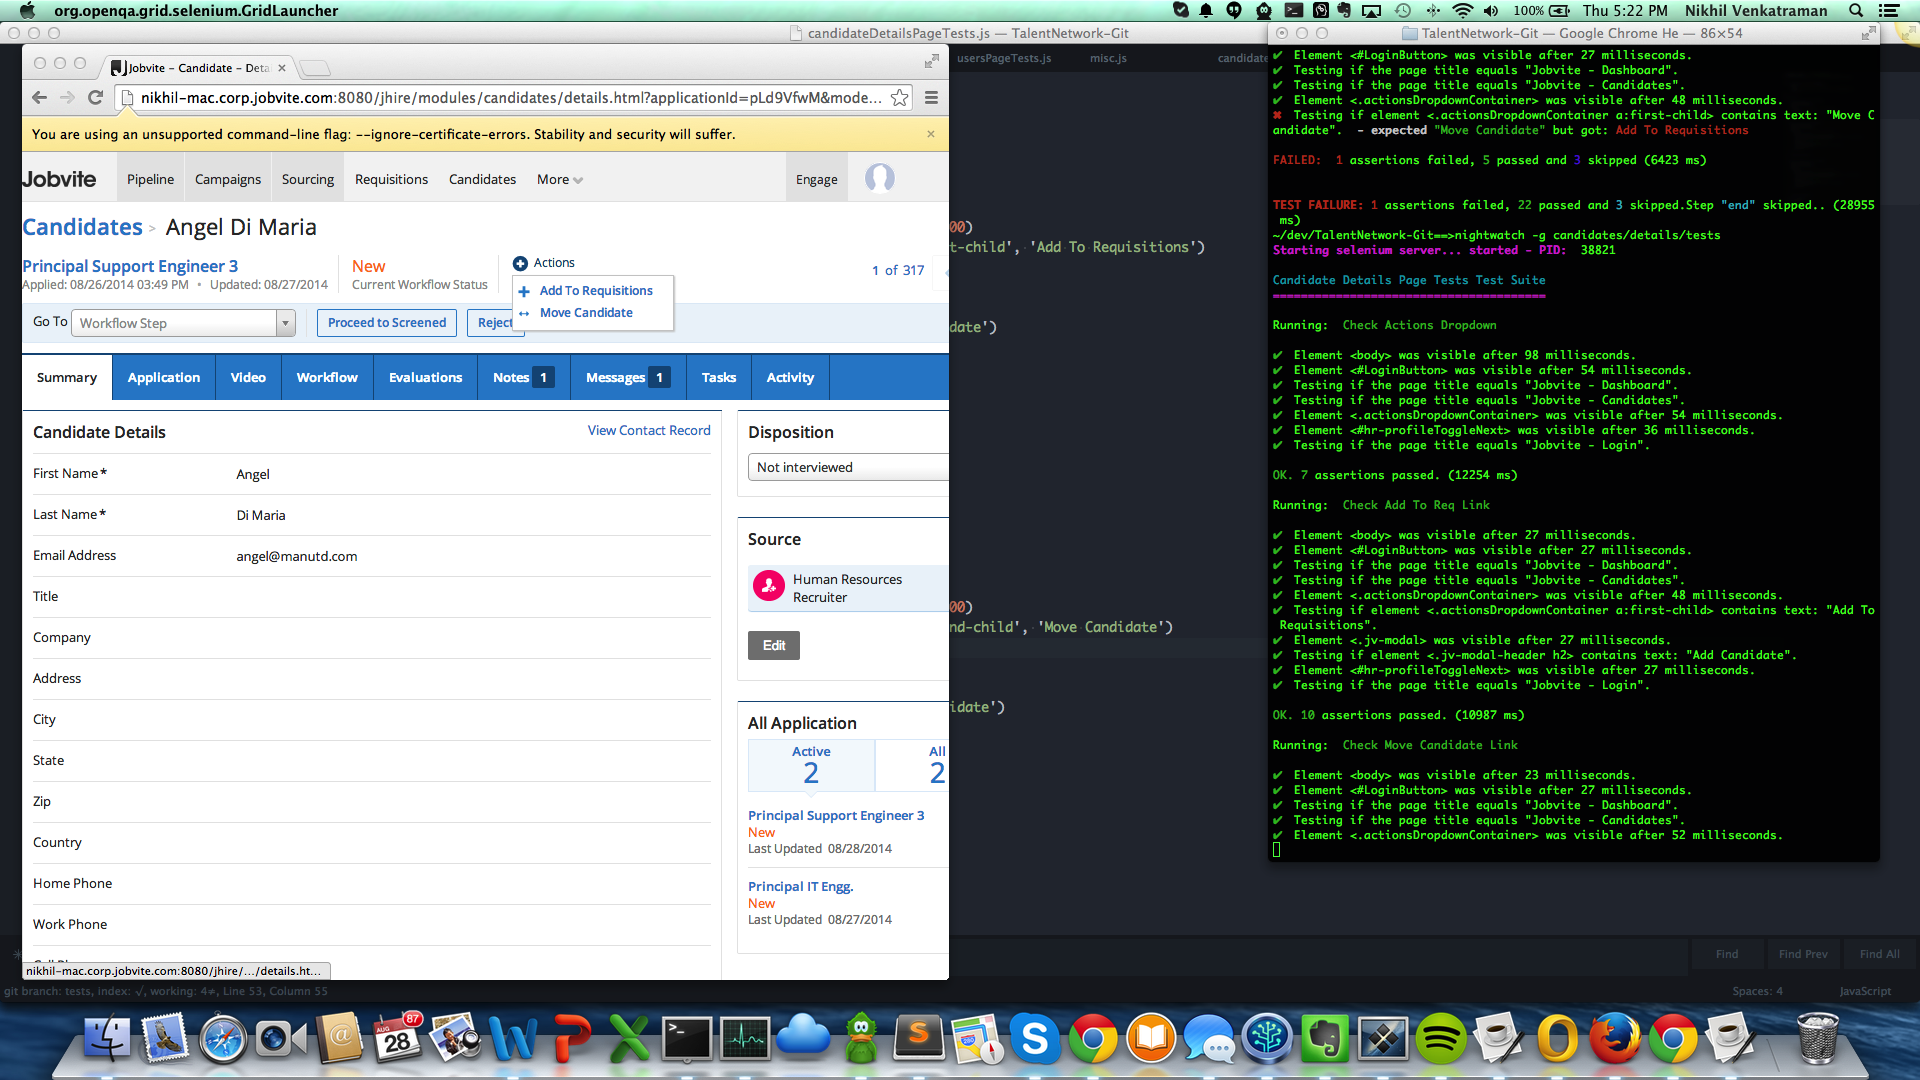 org.openqa.grid.selenium.GridLauncher
100%
Thu 5:22 PM
Nikhil Venkatraman
candidateDetailsPageTests.js — TalentNetwork-Git
usersPageTests.js
misc.js
candidate
Jobvite – Candidate – Deta
nikhil-mac.corp.jobvite.com:8080/jhire/modules/candidates/details.html?applicationId=pLd9VfwM&mode...
You are using an unsupported command-line flag: --ignore-certificate-errors. Stability and security will suffer.
Jobvite
Pipeline
Campaigns
Sourcing
Requisitions
Candidates
More
Engage
Candidates > Angel Di Maria
Principal Support Engineer 3
Applied: 08/26/2014 03:49 PM • Updated: 08/27/2014
New
Current Workflow Status
Actions
Add To Requisitions
Move Candidate
1 of 317
Go To
Workflow Step
Proceed to Screened
Reject
Summary
Application
Video
Workflow
Evaluations
Notes 1
Messages 1
Tasks
Activity
Candidate Details
View Contact Record
First Name*
Angel
Last Name*
Di Maria
Email Address
angel@manutd.com
Title
Company
Address
City
State
Zip
Country
Home Phone
Work Phone
Disposition
Not interviewed
Source
Human Resources
Recruiter
Edit
All Application
Active
2
All
2
Principal Support Engineer 3
New
Last Updated 08/28/2014
Principal IT Engg.
New
Last Updated 08/27/2014
nikhil-mac.corp.jobvite.com:8080/jhire/.../details.ht...
00)
t-child', 'Add To Requisitions')
date')
00)
nd-child', 'Move Candidate')
idate')
TalentNetwork-Git — Google Chrome He — 86×54
✔ Element <#LoginButton> was visible after 27 milliseconds.
✔ Testing if the page title equals "Jobvite - Dashboard".
✔ Testing if the page title equals "Jobvite - Candidates".
✔ Element <.actionsDropdownContainer> was visible after 48 milliseconds.
✖ Testing if element <.actionsDropdownContainer a:first-child> contains text: "Move C
andidate". - expected "Move Candidate" but got: Add To Requisitions
FAILED: 1 assertions failed, 5 passed and 3 skipped (6423 ms)
TEST FAILURE: 1 assertions failed, 22 passed and 3 skipped.Step "end" skipped.. (28955
ms)
~/dev/TalentNetwork-Git==>nightwatch -g candidates/details/tests
Starting selenium server... started - PID: 38821
Candidate Details Page Tests Test Suite
=======================================
Running: Check Actions Dropdown
✔ Element <body> was visible after 98 milliseconds.
✔ Element <#LoginButton> was visible after 54 milliseconds.
✔ Testing if the page title equals "Jobvite - Dashboard".
✔ Testing if the page title equals "Jobvite - Candidates".
✔ Element <.actionsDropdownContainer> was visible after 54 milliseconds.
✔ Element <#hr-profileToggleNext> was visible after 36 milliseconds.
✔ Testing if the page title equals "Jobvite - Login".
OK. 7 assertions passed. (12254 ms)
Running: Check Add To Req Link
✔ Element <body> was visible after 27 milliseconds.
✔ Element <#LoginButton> was visible after 27 milliseconds.
✔ Testing if the page title equals "Jobvite - Dashboard".
✔ Testing if the page title equals "Jobvite - Candidates".
✔ Element <.actionsDropdownContainer> was visible after 48 milliseconds.
✔ Testing if element <.actionsDropdownContainer a:first-child> contains text: "Add To
Requisitions".
✔ Element <.jv-modal> was visible after 27 milliseconds.
✔ Testing if element <.jv-modal-header h2> contains text: "Add Candidate".
✔ Element <#hr-profileToggleNext> was visible after 27 milliseconds.
✔ Testing if the page title equals "Jobvite - Login".
OK. 10 assertions passed. (10987 ms)
Running: Check Move Candidate Link
✔ Element <body> was visible after 23 milliseconds.
✔ Element <#LoginButton> was visible after 27 milliseconds.
✔ Testing if the page title equals "Jobvite - Dashboard".
✔ Testing if the page title equals "Jobvite - Candidates".
✔ Element <.actionsDropdownContainer> was visible after 52 milliseconds.
Find
Find Prev
Find All
git branch: tests, index: √, working: 4≠, Line 53, Column 55
Spaces: 4
JavaScript
AUG
28
87